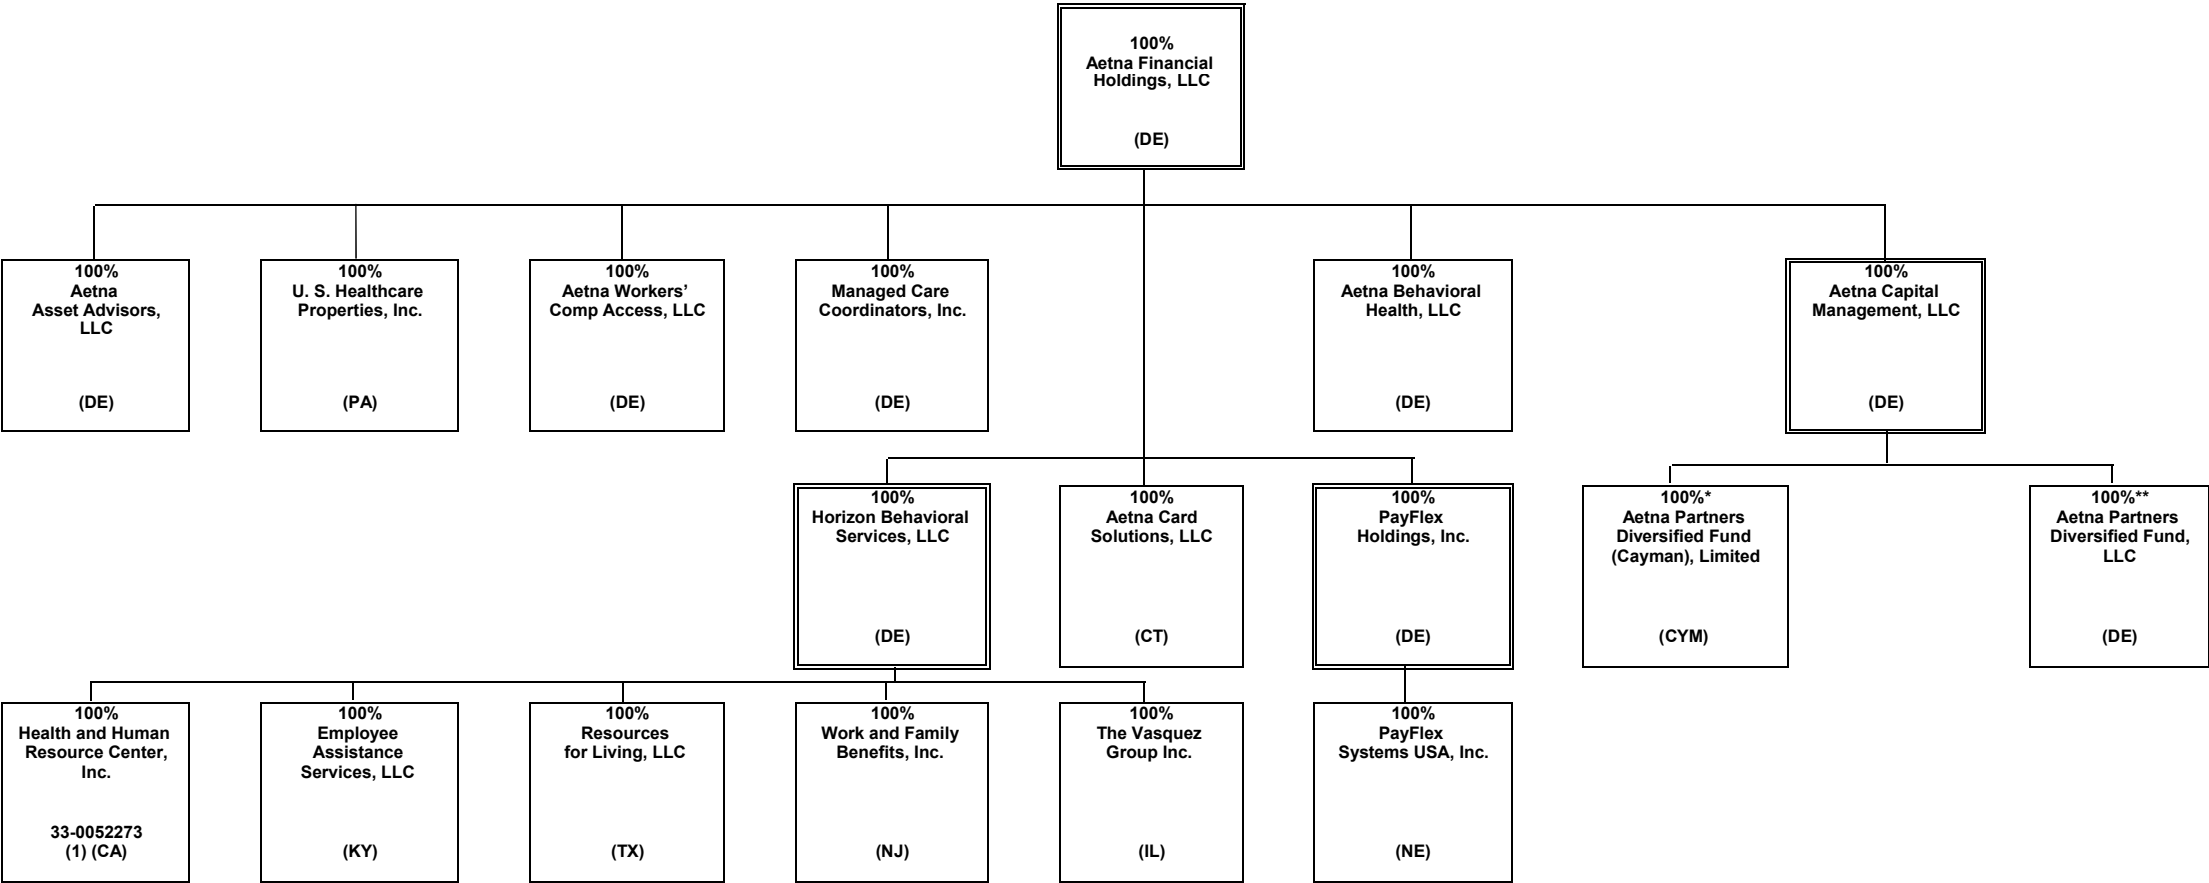 100%
Aetna Financial
Holdings, LLC
(DE)
100%
Aetna
Asset Advisors,
LLC
(DE)
100%
U. S. Healthcare
Properties, Inc.
(PA)
100%
Aetna Workers’
Comp Access, LLC
(DE)
100%
Managed Care
Coordinators, Inc.
(DE)
100%
Aetna Behavioral
Health, LLC
(DE)
100%
Aetna Capital
Management, LLC
(DE)
100%
Horizon Behavioral
Services, LLC
(DE)
100%
Aetna Card
Solutions, LLC
(CT)
100%
PayFlex
Holdings, Inc.
(DE)
100%*
Aetna Partners
Diversified Fund
(Cayman), Limited
(CYM)
100%**
Aetna Partners
Diversified Fund,
LLC
(DE)
100%
Health and Human
Resource Center,
Inc.
33-0052273
(1) (CA)
100%
Employee
Assistance
Services, LLC
(KY)
100%
Resources
for Living, LLC
(TX)
100%
Work and Family
Benefits, Inc.
(NJ)
100%
The Vasquez
Group Inc.
(IL)
100%
PayFlex
Systems USA, Inc.
(NE)